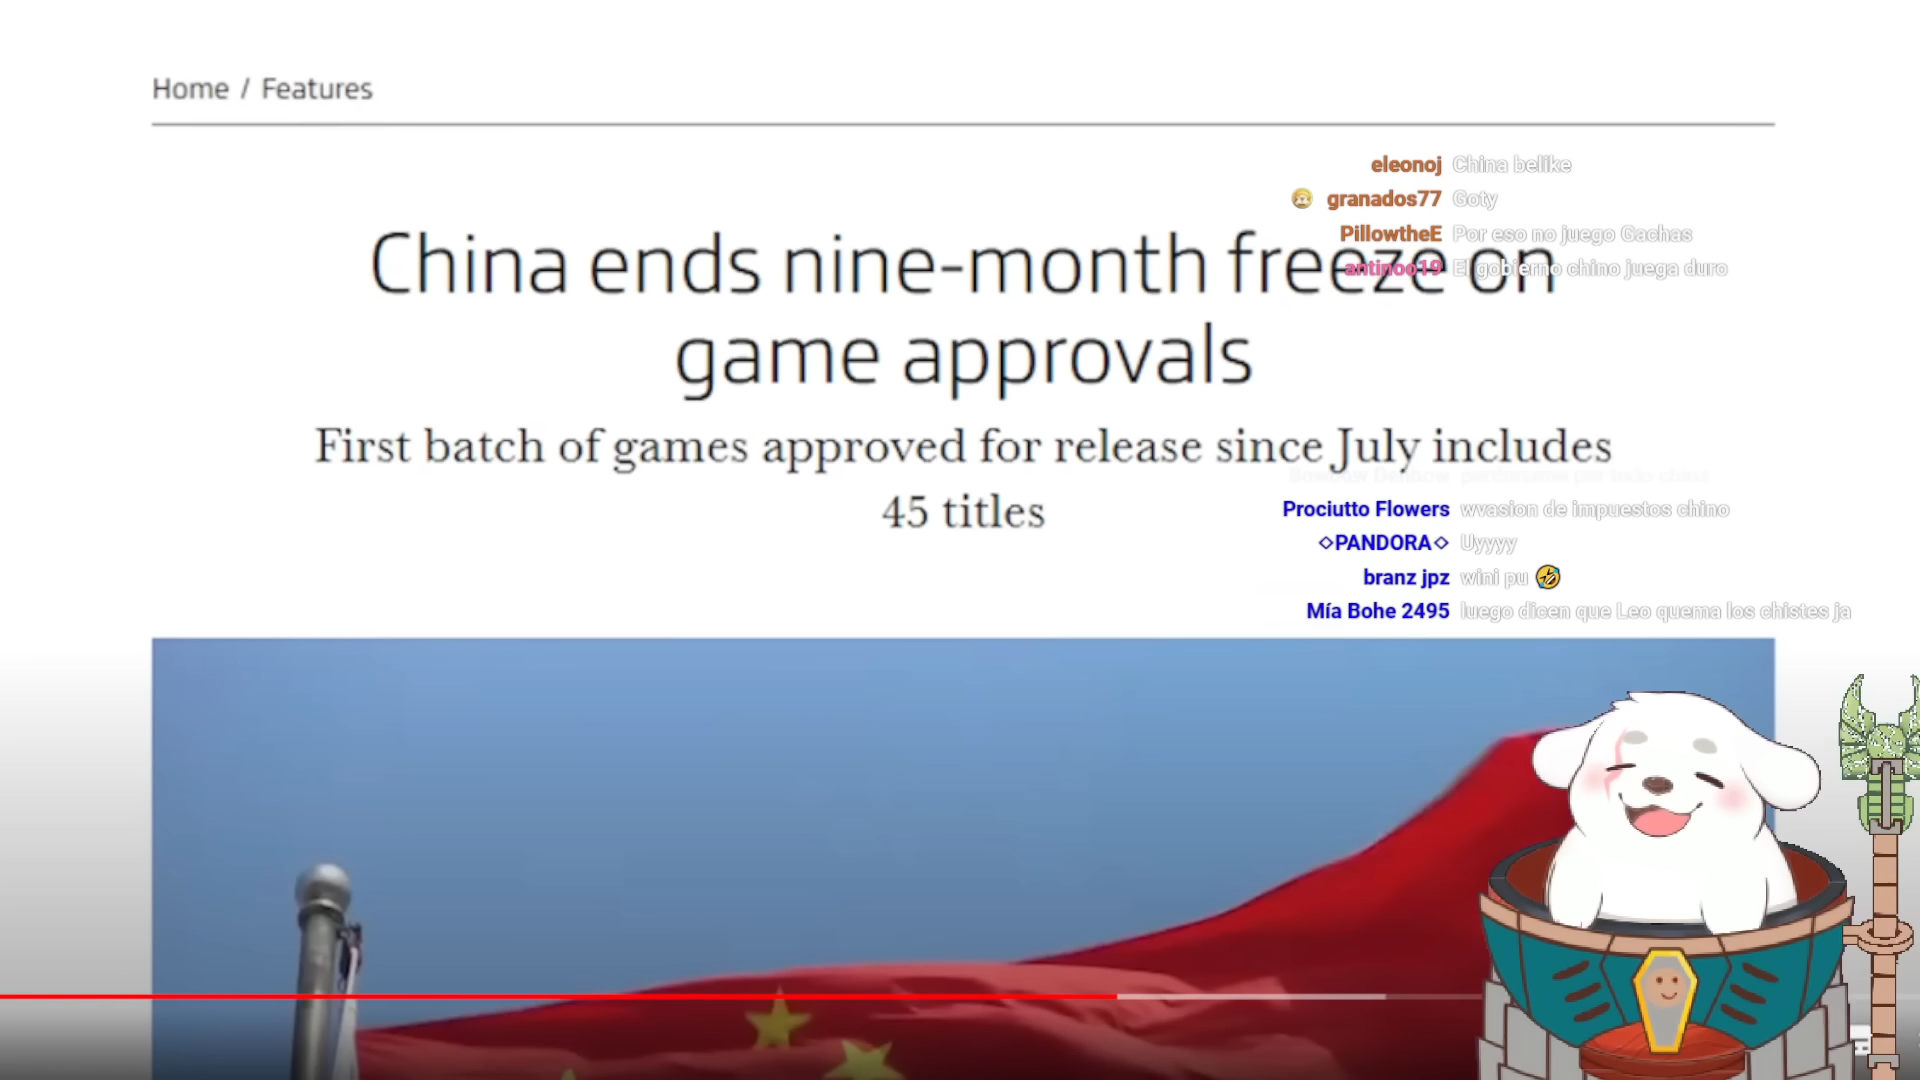 Home / Features
China ends nine-month freeze on
game approvals
First batch of games approved for release since July includes
45 titles
eleonoj China belike
granados77 Goty
PillowtheE Por eso no juego Gachas
antinoo19 El gobierno chino juega duro
Prociutto Flowers wvasion de impuestos chino
◇PANDORA◇ Uyyyy
branz jpz wini pu 🤣
Mía Bohe 2495 luego dicen que Leo quema los chistes ja